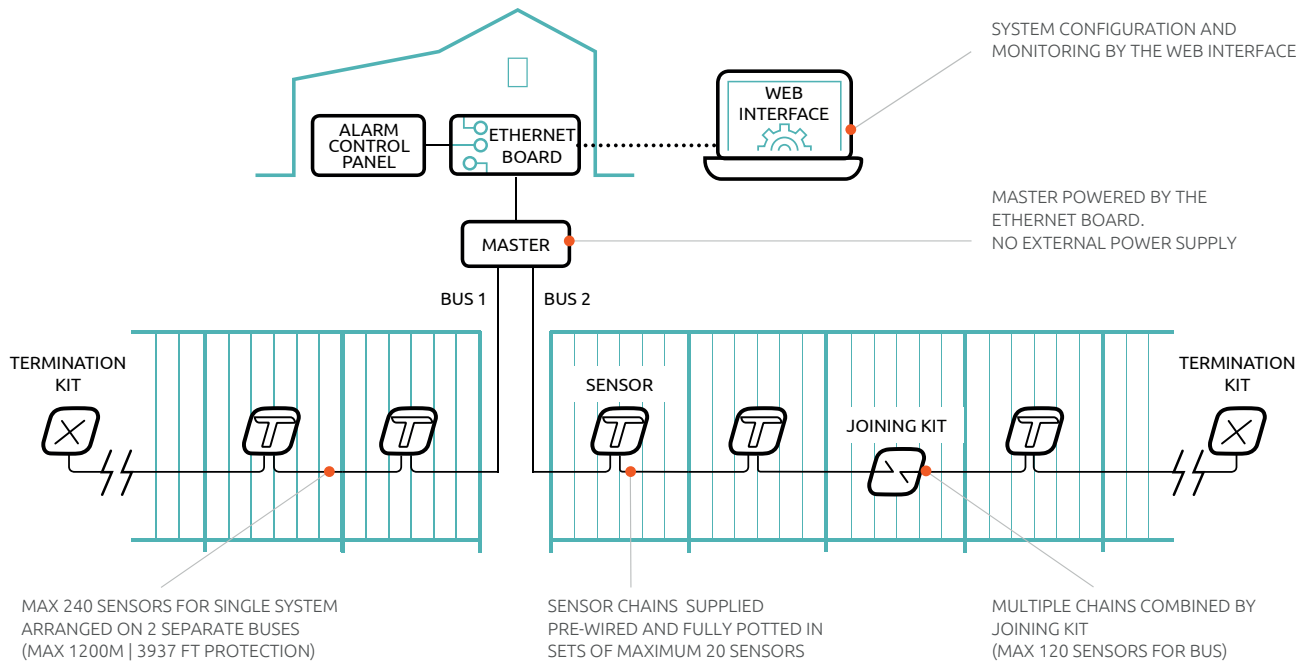 SYSTEM CONFIGURATION AND
MONITORING BY THE WEB INTERFACE
WEB
INTERFACE
ALARM
CONTROL
PANEL
ETHERNET
BOARD
MASTER POWERED BY THE
ETHERNET BOARD.
NO EXTERNAL POWER SUPPLY
MASTER
BUS 1
BUS 2
TERMINATION
KIT
SENSOR
JOINING KIT
TERMINATION
KIT
T
T
T
T
T
MAX 240 SENSORS FOR SINGLE SYSTEM
ARRANGED ON 2 SEPARATE BUSES
(MAX 1200M | 3937 FT PROTECTION)
SENSOR CHAINS SUPPLIED
PRE-WIRED AND FULLY POTTED IN
SETS OF MAXIMUM 20 SENSORS
MULTIPLE CHAINS COMBINED BY
JOINING KIT
(MAX 120 SENSORS FOR BUS)